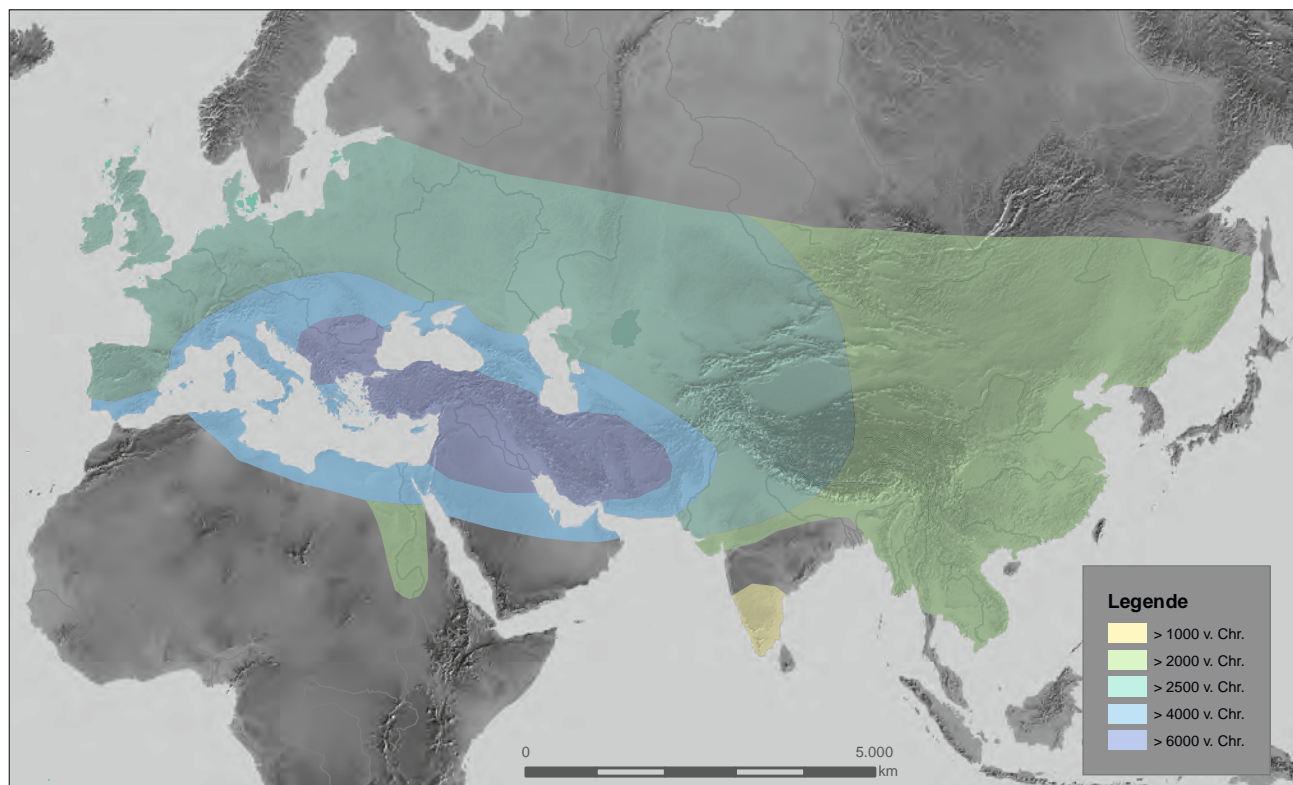 Legende
> 1000 v. Chr.
> 2000 v. Chr.
> 2500 v. Chr.
> 4000 v. Chr.
> 6000 v. Chr.
0 5.000
km